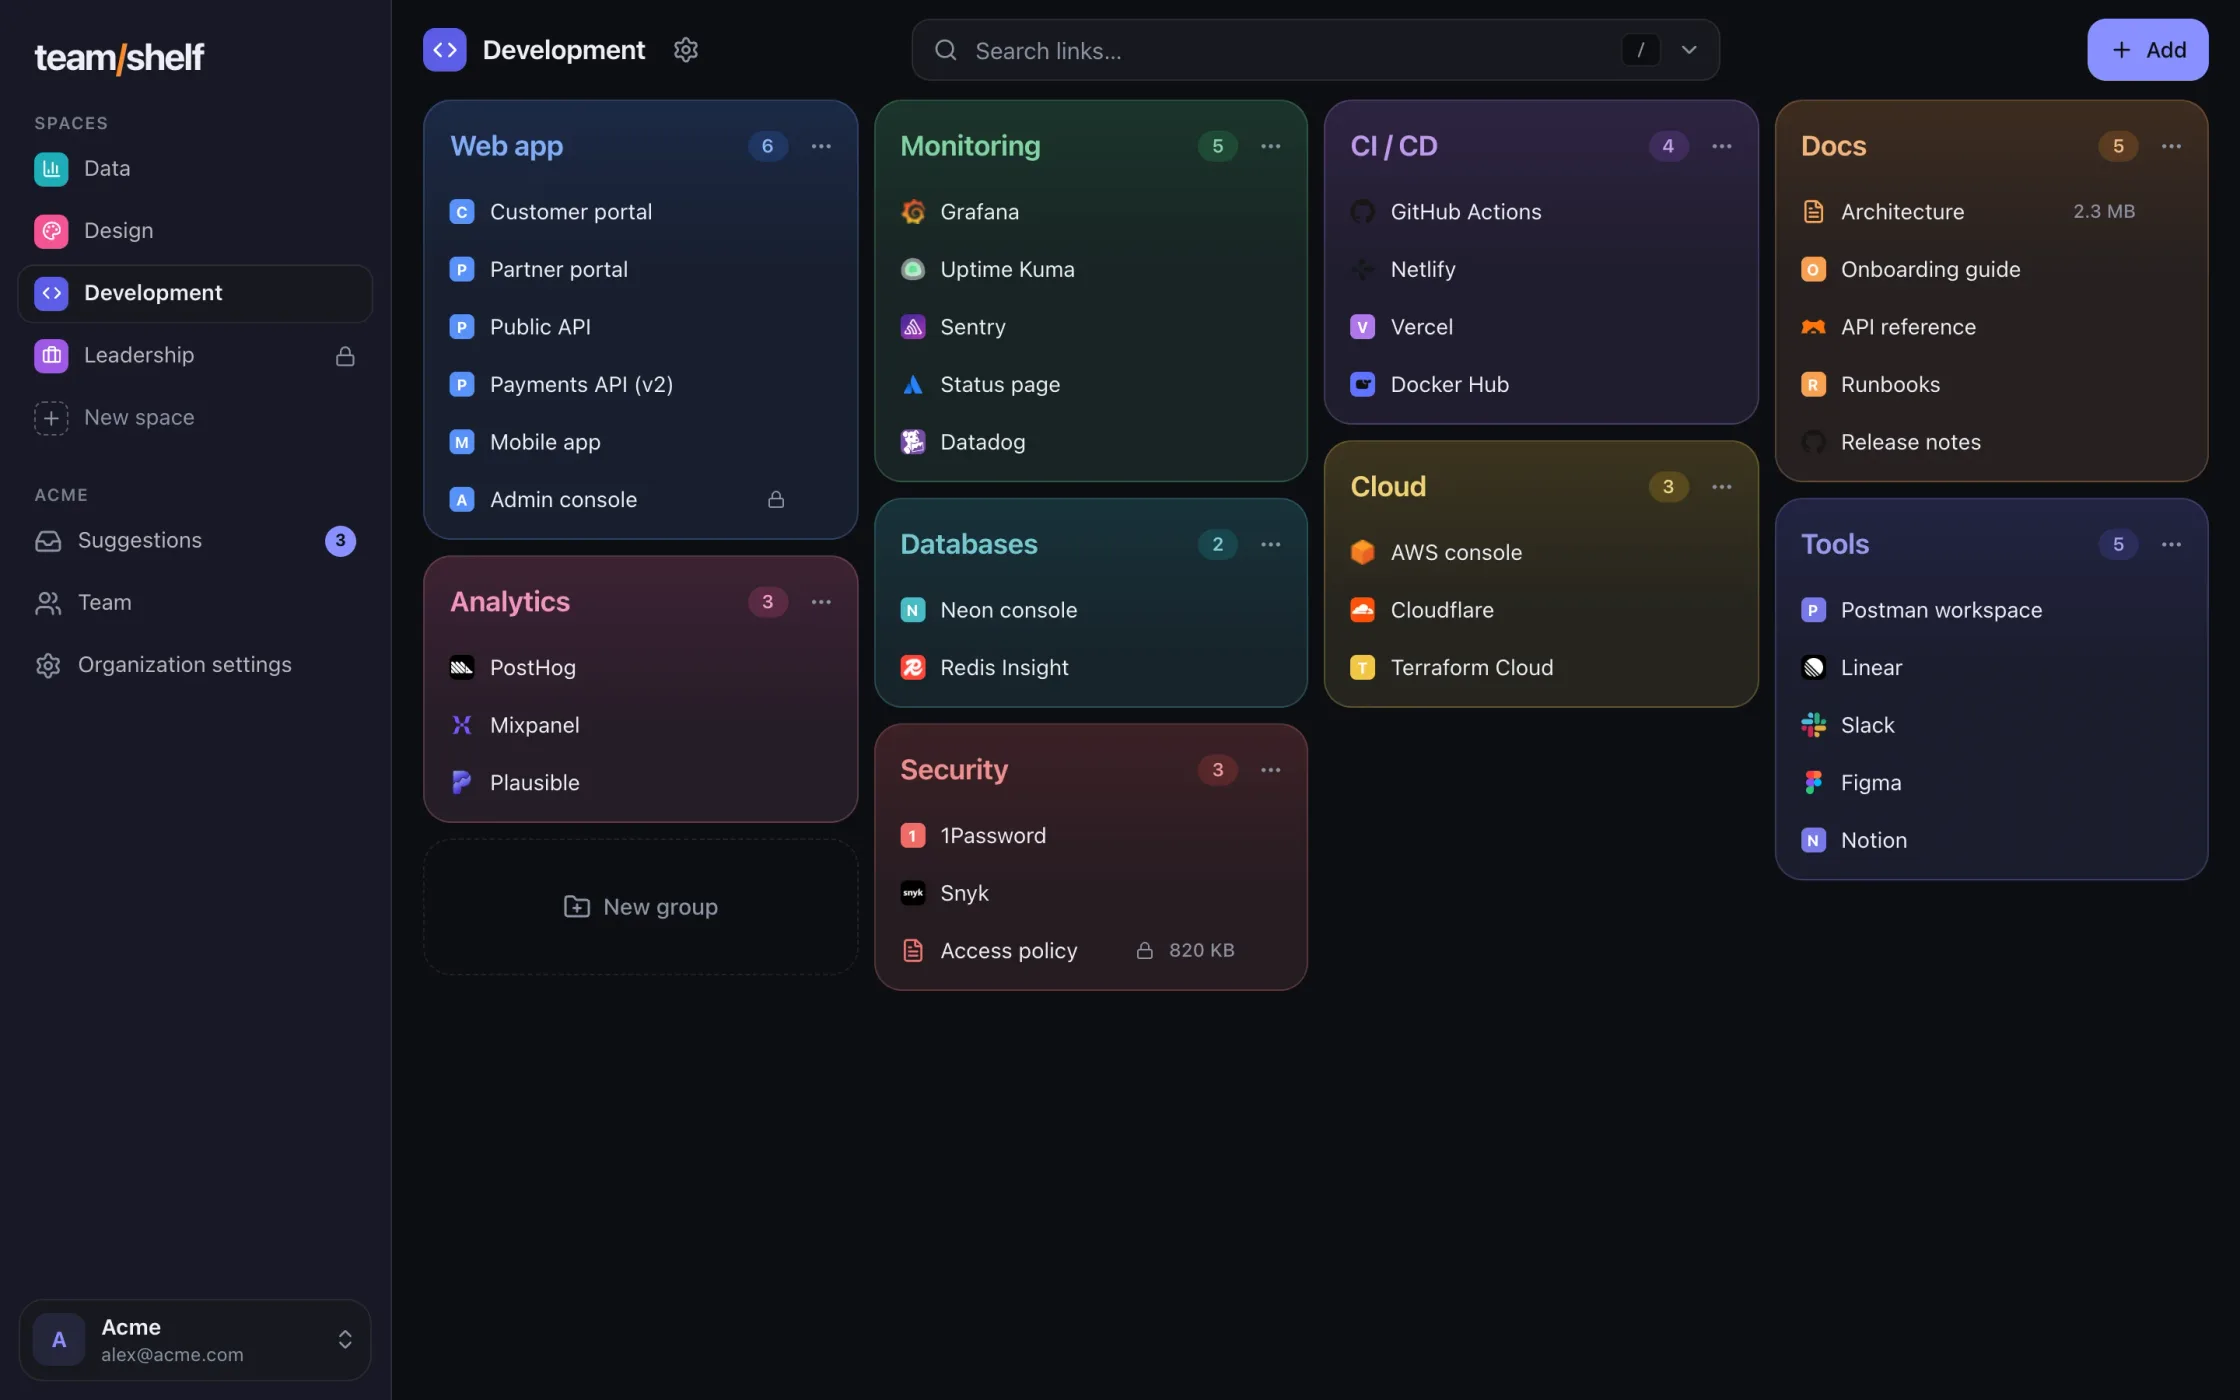 team/shelf
SPACES
Data
Design
Development
Leadership
New space
ACME
Suggestions 3
Team
Organization settings
A
Acme
alex@acme.com
Development
Search links...
/
Add
Web app 6
C Customer portal
P Partner portal
P Public API
P Payments API (v2)
M Mobile app
A Admin console
Analytics 3
PostHog
Mixpanel
Plausible
New group
Monitoring 5
Grafana
Uptime Kuma
Sentry
Status page
Datadog
Databases 2
N Neon console
Redis Insight
Security 3
1 1Password
snyk Snyk
Access policy 820 KB
CI / CD 4
GitHub Actions
Netlify
V Vercel
Docker Hub
Cloud 3
AWS console
Cloudflare
T Terraform Cloud
Docs 5
Architecture 2.3 MB
O Onboarding guide
API reference
R Runbooks
Release notes
Tools 5
P Postman workspace
Linear
Slack
Figma
N Notion